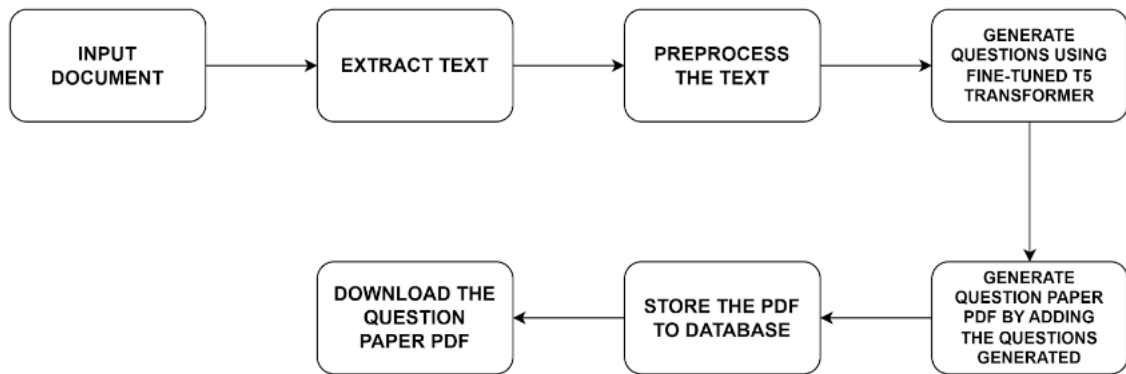 INPUT
DOCUMENT
EXTRACT TEXT
PREPROCESS
THE TEXT
GENERATE
QUESTIONS USING
FINE-TUNED T5
TRANSFORMER
GENERATE
QUESTION PAPER
PDF BY ADDING
THE QUESTIONS
GENERATED
STORE THE PDF
TO DATABASE
DOWNLOAD THE
QUESTION
PAPER PDF